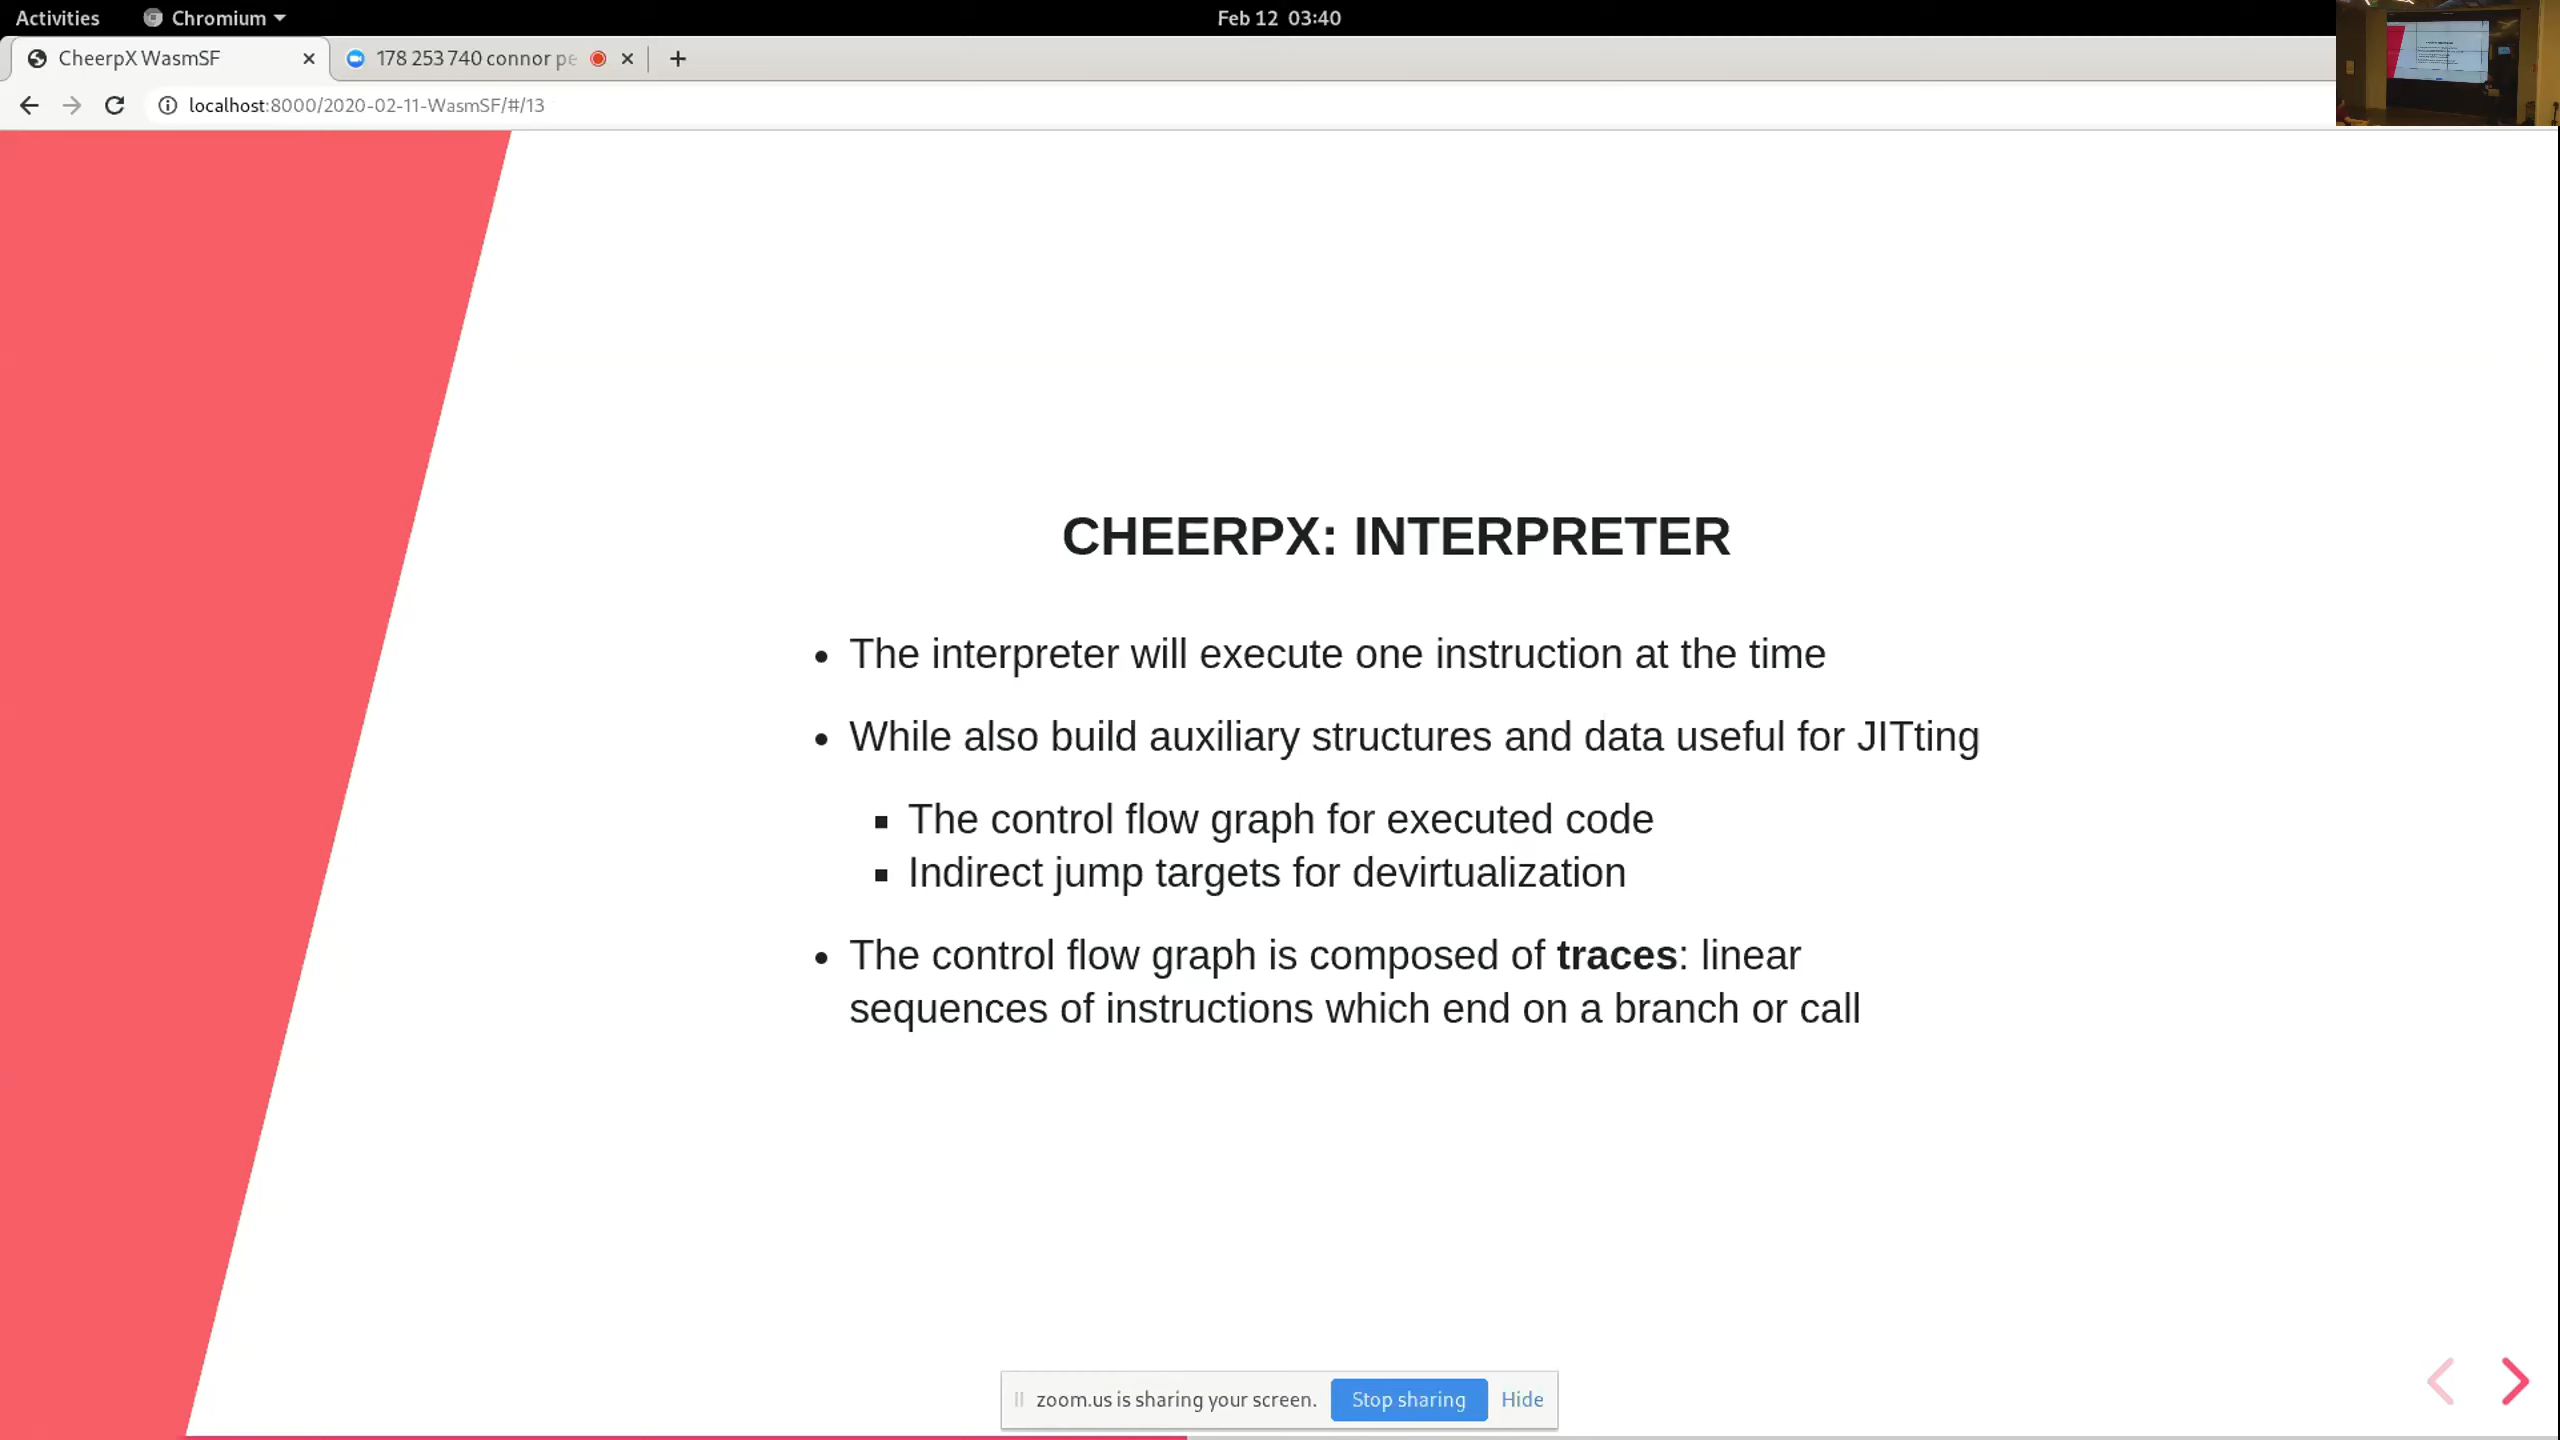 Activities
Chromium
Feb 12 03:40
CheerpX WasmSF
178 253 740 connor pe
localhost:8000/2020-02-11-WasmSF/#/13
CHEERPX: INTERPRETER
The interpreter will execute one instruction at the time
While also build auxiliary structures and data useful for JITting
The control flow graph for executed code
Indirect jump targets for devirtualization
The control flow graph is composed of traces: linear
sequences of instructions which end on a branch or call
zoom.us is sharing your screen.
Stop sharing
Hide